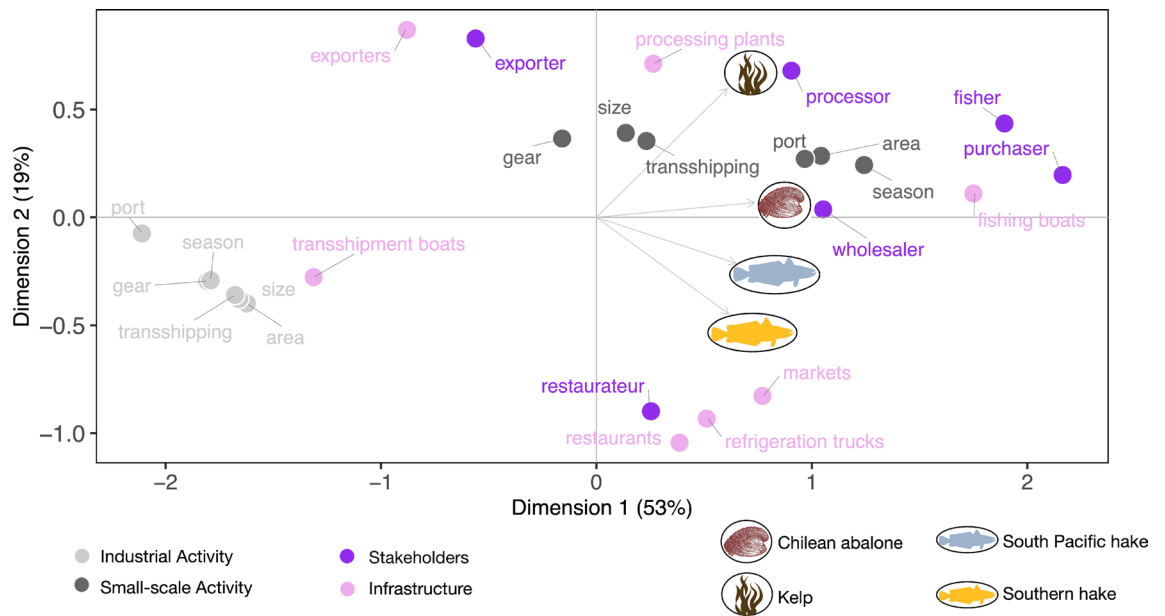 exporters
exporter
processing plants
processor
fisher
size
0.5
port
area
purchaser
gear
transshipping
season
Dimension 2 (19%)
port
0.0
fishing boats
season
transshipment boats
wholesaler
gear
size
transshipping
area
−0.5
restaurateur
markets
restaurants
refrigeration trucks
−1.0
−2
−1
0
1
2
Dimension 1 (53%)
Industrial Activity
Stakeholders
Chilean abalone
South Pacific hake
Small-scale Activity
Infrastructure
Kelp
Southern hake